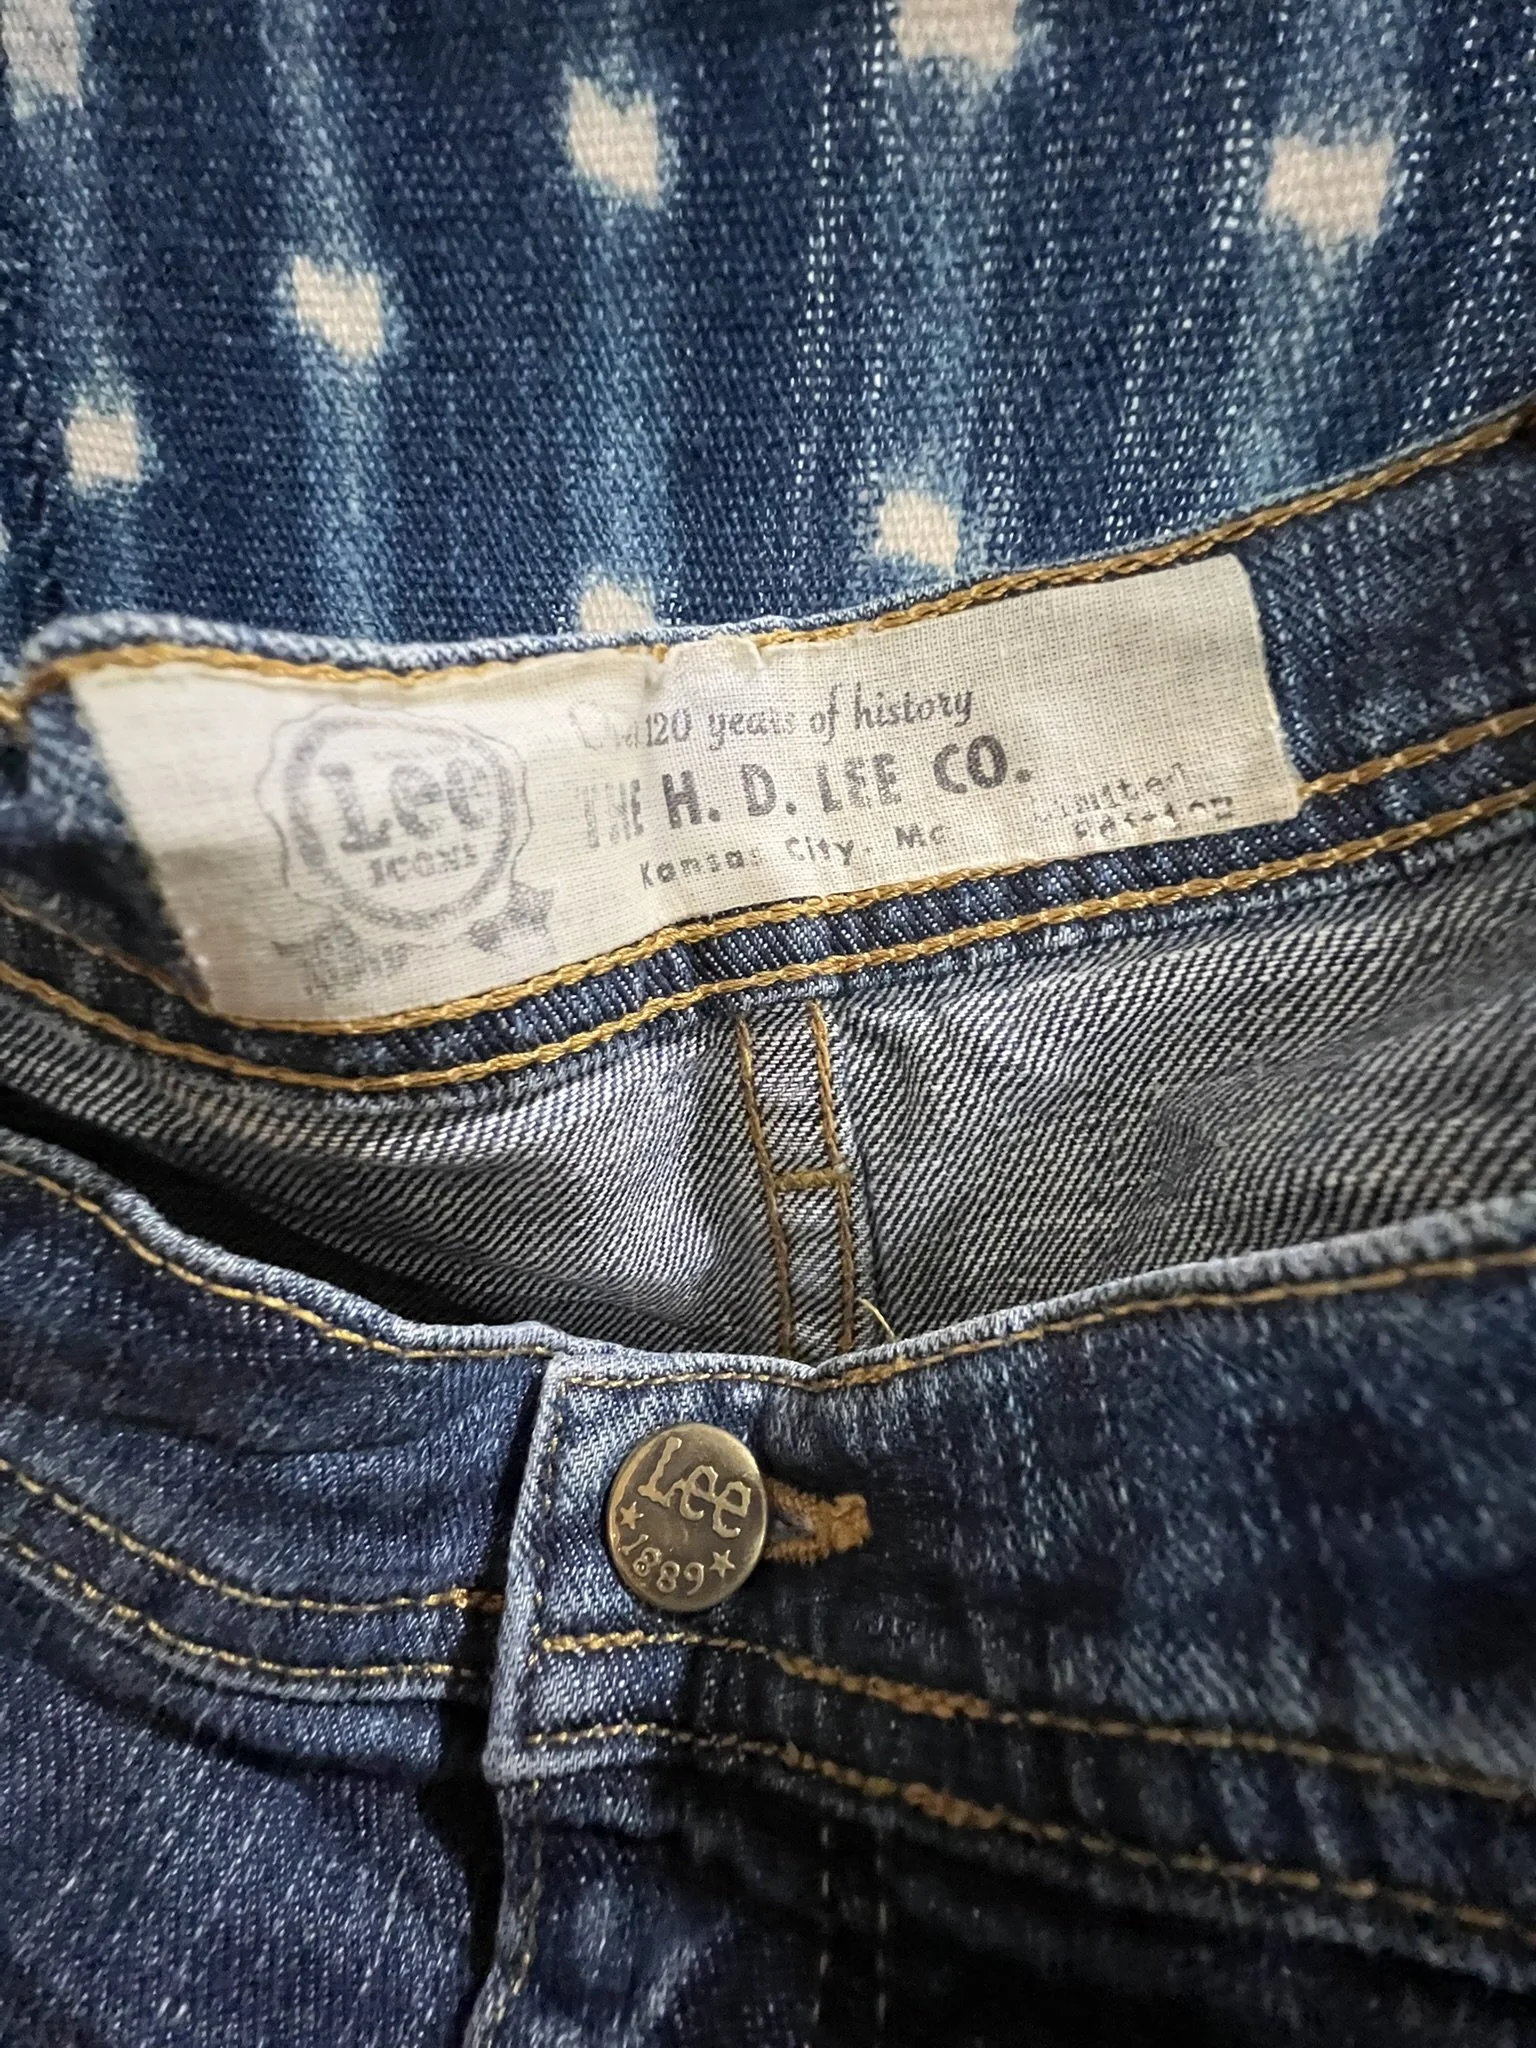 Lee
ICONS
120 years of history
THE H. D. LEE CO.
Kansas City, Mo
Limited
Edition
Lee
1889